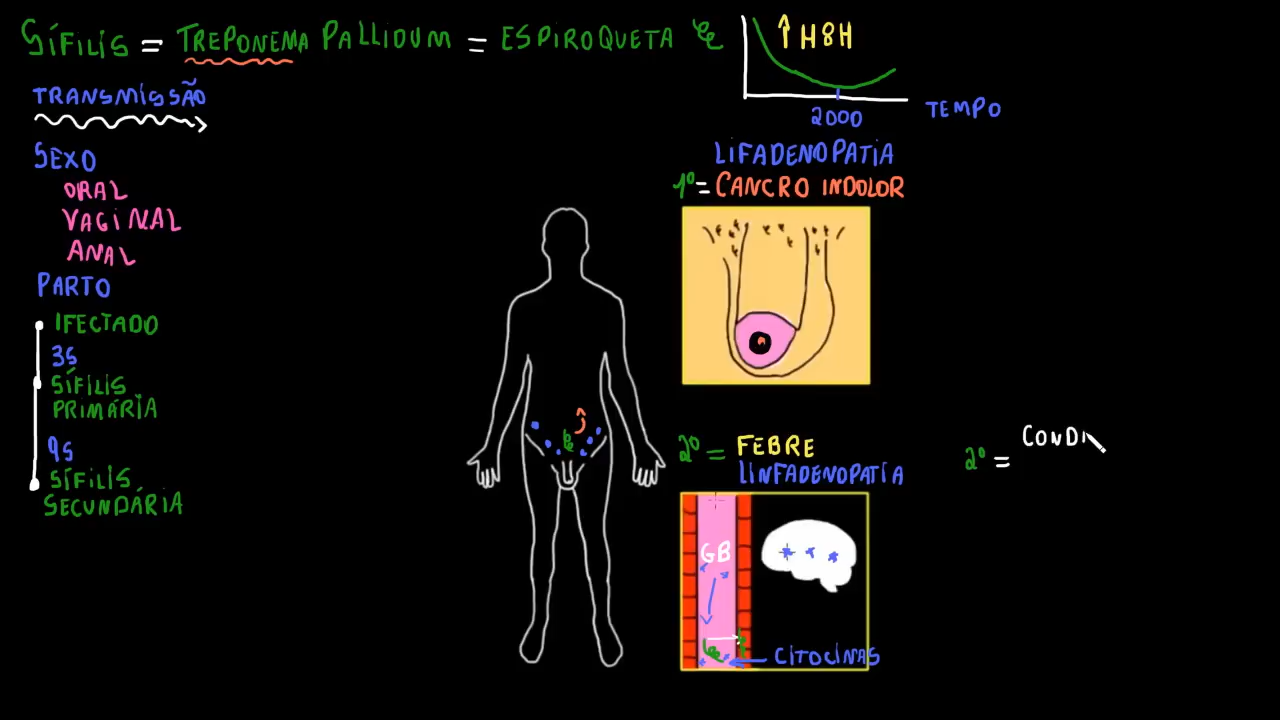 SÍFILIS = TREPONEMA PALLIDUM = ESPIROQUETA
↑ H8H
2000
TEMPO
TRANSMISSÃO
SEXO
ORAL
VAGINAL
ANAL
PARTO
IFECTADO
3S
SÍFILIS
PRIMÁRIA
9S
SÍFILIS
SECUNDÁRIA
LIFADENOPATIA
1º = CANCRO INDOLOR
2º = FEBRE
LINFADENOPATIA
GB
CITOCINAS
2º = CONDI